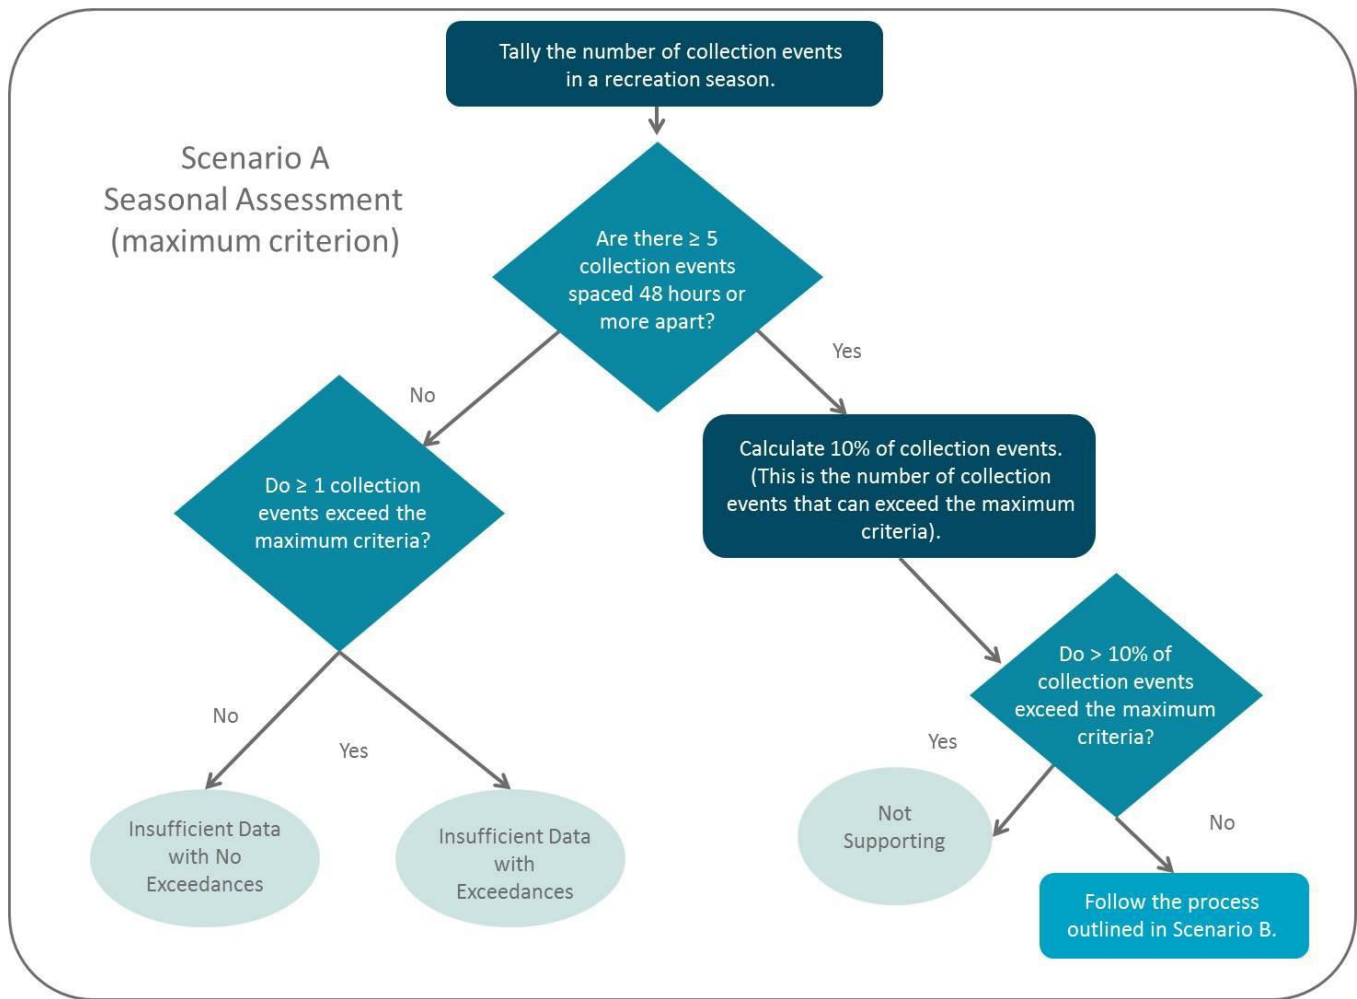 Tally the number of collection events
in a recreation season.
Scenario A
Seasonal Assessment
(maximum criterion)
Are there ≥ 5
collection events
spaced 48 hours or
more apart?
No
Yes
Do ≥ 1 collection
events exceed the
maximum criteria?
Calculate 10% of collection events.
(This is the number of collection
events that can exceed the maximum
criteria).
Do > 10% of
collection events
exceed the maximum
criteria?
No
Yes
Yes
No
Insufficient Data
with No
Exceedances
Insufficient Data
with
Exceedances
Not
Supporting
Follow the process
outlined in Scenario B.